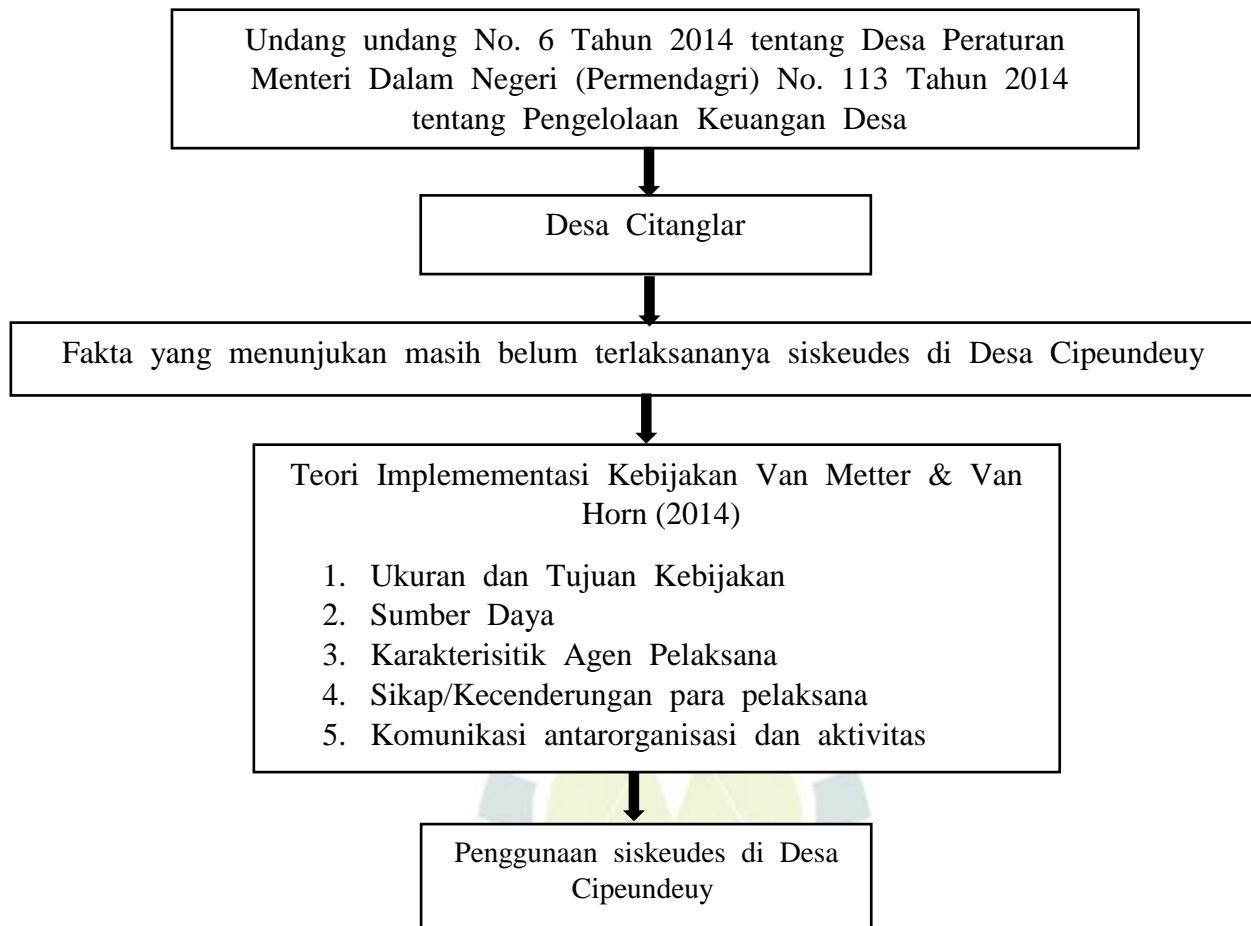 Undang undang No. 6 Tahun 2014 tentang Desa Peraturan
Menteri Dalam Negeri (Permendagri) No. 113 Tahun 2014
tentang Pengelolaan Keuangan Desa
Desa Citanglar
Fakta yang menunjukan masih belum terlaksananya siskeudes di Desa Cipeundeuy
Teori Implemementasi Kebijakan Van Metter & Van
Horn (2014)
1. Ukuran dan Tujuan Kebijakan
2. Sumber Daya
3. Karakterisitik Agen Pelaksana
4. Sikap/Kecenderungan para pelaksana
5. Komunikasi antarorganisasi dan aktivitas
Penggunaan siskeudes di Desa
Cipeundeuy